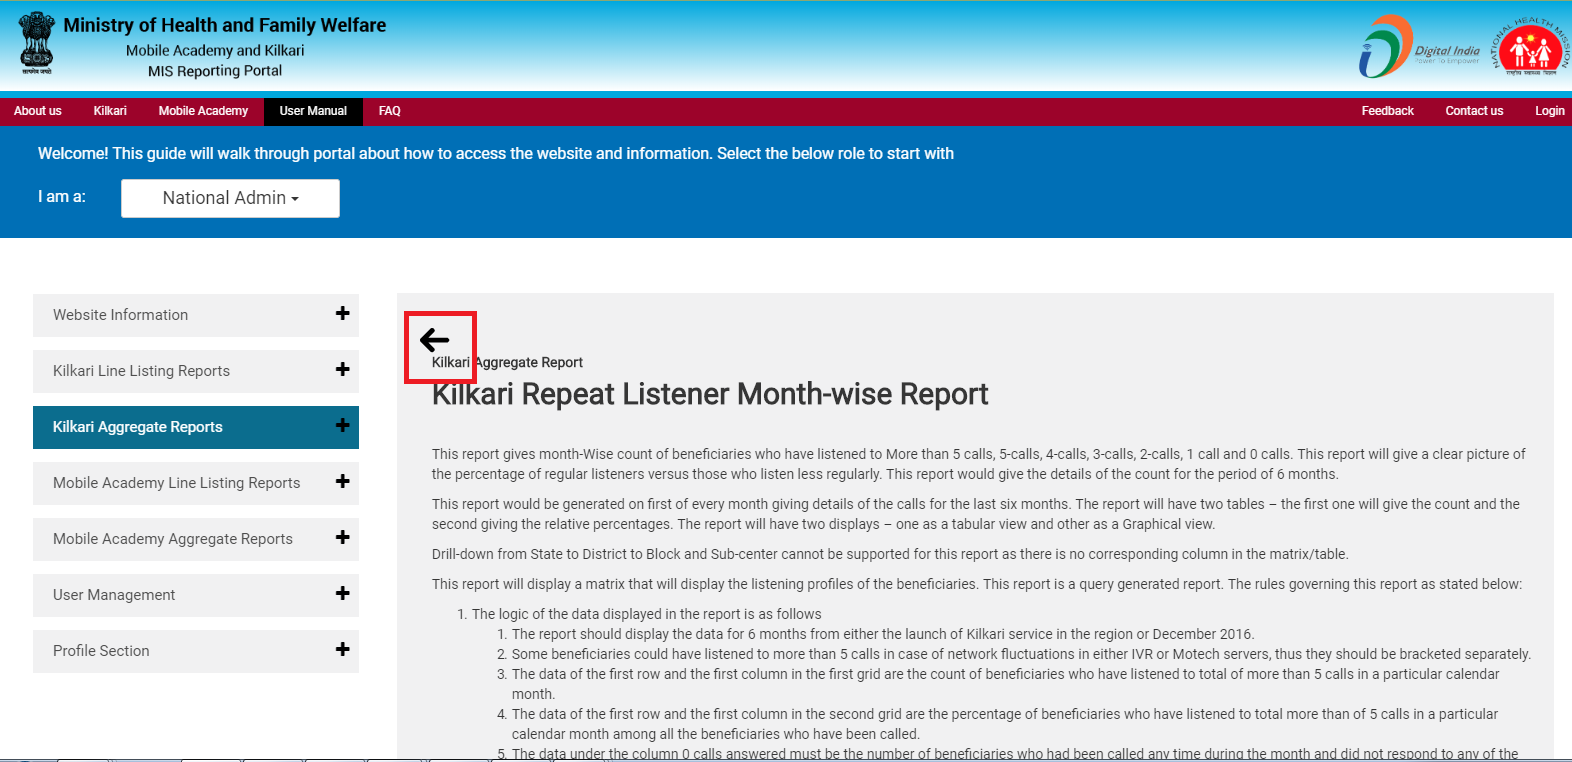 Ministry of Health and Family Welfare
Mobile Academy and Kilkari
MIS Reporting Portal
सत्यमेव जयते
Digital India
Power To Empower
NATIONAL HEALTH MISSION
About us Kilkari Mobile Academy User Manual FAQ Feedback Contact us Login
Welcome! This guide will walk through portal about how to access the website and information. Select the below role to start with
I am a: National Admin
Website Information
Kilkari Line Listing Reports
Kilkari Aggregate Reports
Mobile Academy Line Listing Reports
Mobile Academy Aggregate Reports
User Management
Profile Section
Kilkari Aggregate Report
Kilkari Repeat Listener Month-wise Report
This report gives month-Wise count of beneficiaries who have listened to More than 5 calls, 5-calls, 4-calls, 3-calls, 2-calls, 1 call and 0 calls. This report will give a clear picture of
the percentage of regular listeners versus those who listen less regularly. This report would give the details of the count for the period of 6 months.
This report would be generated on first of every month giving details of the calls for the last six months. The report will have two tables – the first one will give the count and the
second giving the relative percentages. The report will have two displays – one as a tabular view and other as a Graphical view.
Drill-down from State to District to Block and Sub-center cannot be supported for this report as there is no corresponding column in the matrix/table.
This report will display a matrix that will display the listening profiles of the beneficiaries. This report is a query generated report. The rules governing this report as stated below:
1. The logic of the data displayed in the report is as follows
1. The report should display the data for 6 months from either the launch of Kilkari service in the region or December 2016.
2. Some beneficiaries could have listened to more than 5 calls in case of network fluctuations in either IVR or Motech servers, thus they should be bracketed separately.
3. The data of the first row and the first column in the first grid are the count of beneficiaries who have listened to total of more than 5 calls in a particular calendar
month.
4. The data of the first row and the first column in the second grid are the percentage of beneficiaries who have listened to total more than of 5 calls in a particular
calendar month among all the beneficiaries who have been called.
5. The data under the column 0 calls answered must be the number of beneficiaries who had been called any time during the month and did not respond to any of the